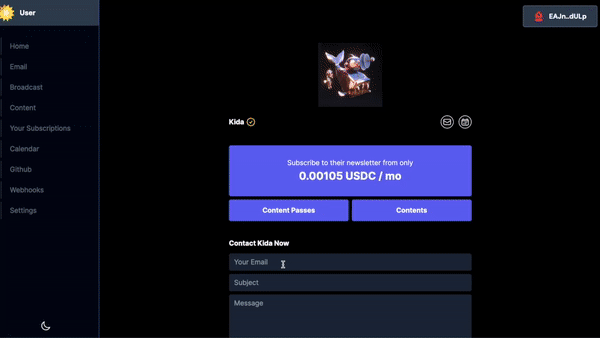 User
EAJn..dULp
Home
Email
Broadcast
Content
Your Subscriptions
Calendar
Github
Webhooks
Settings
Kida
Subscribe to their newsletter from only
0.00105 USDC / mo
Content Passes
Contents
Contact Kida Now
Your Email
Subject
Message